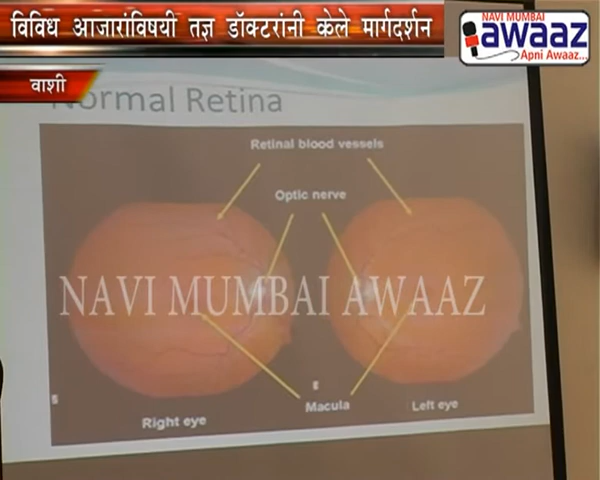 विविध आजारांविषयी तज्ञ डॉक्टरांनी केले मार्गदर्शन
NAVI MUMBAI
awaaz
Apni Awaaz...
वाशी
Normal Retina
Retinal blood vessels
Optic nerve
NAVI MUMBAI AWAAZ
Macula
Right eye
Left eye